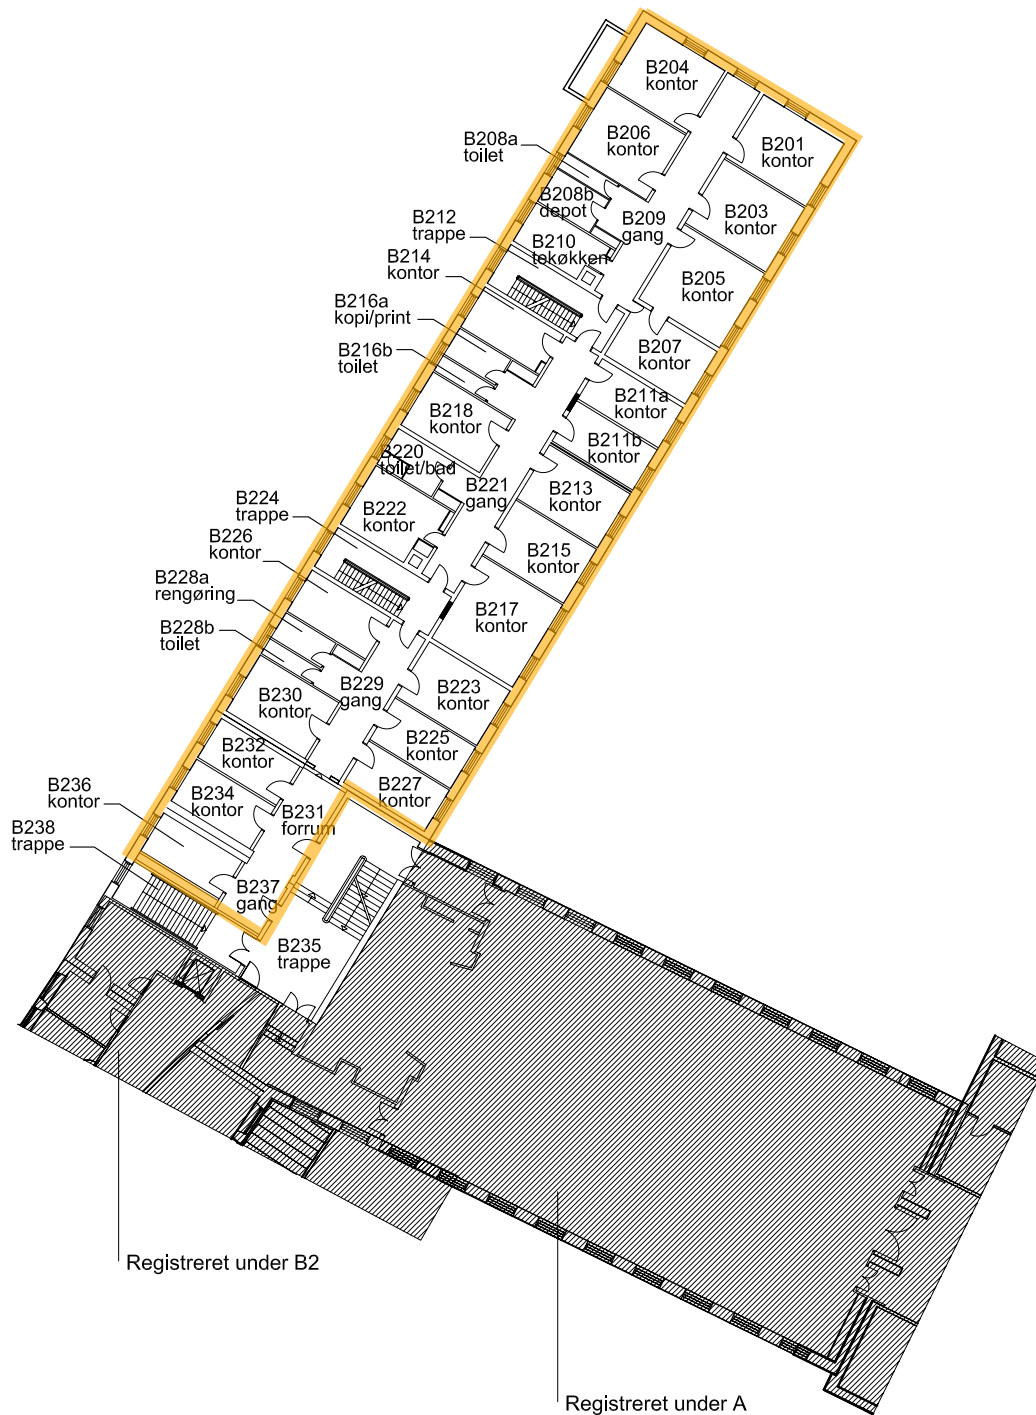 B204
kontor
B206
kontor
B201
kontor
B208a
toilet
B208b
depot
B209
gang
B203
kontor
B212
trappe
B210
tekøkken
B214
kontor
B205
kontor
B216a
kopi/print
B207
kontor
B216b
toilet
B211a
kontor
B218
kontor
B211b
kontor
B220
toilet/bad
B221
gang
B213
kontor
B224
trappe
B222
kontor
B215
kontor
B226
kontor
B228a
rengøring
B217
kontor
B228b
toilet
B229
gang
B223
kontor
B230
kontor
B225
kontor
B232
kontor
B227
kontor
B236
kontor
B234
kontor
B231
forrum
B238
trappe
B237
gang
B235
trappe
Registreret under B2
Registreret under A